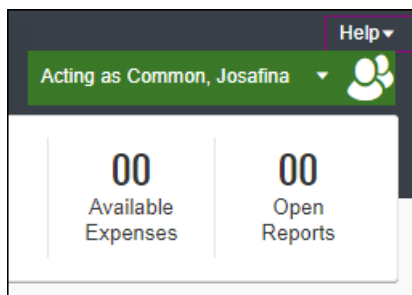 Help
Acting as Common, Josafina
00 00
Available Open
Expenses Reports